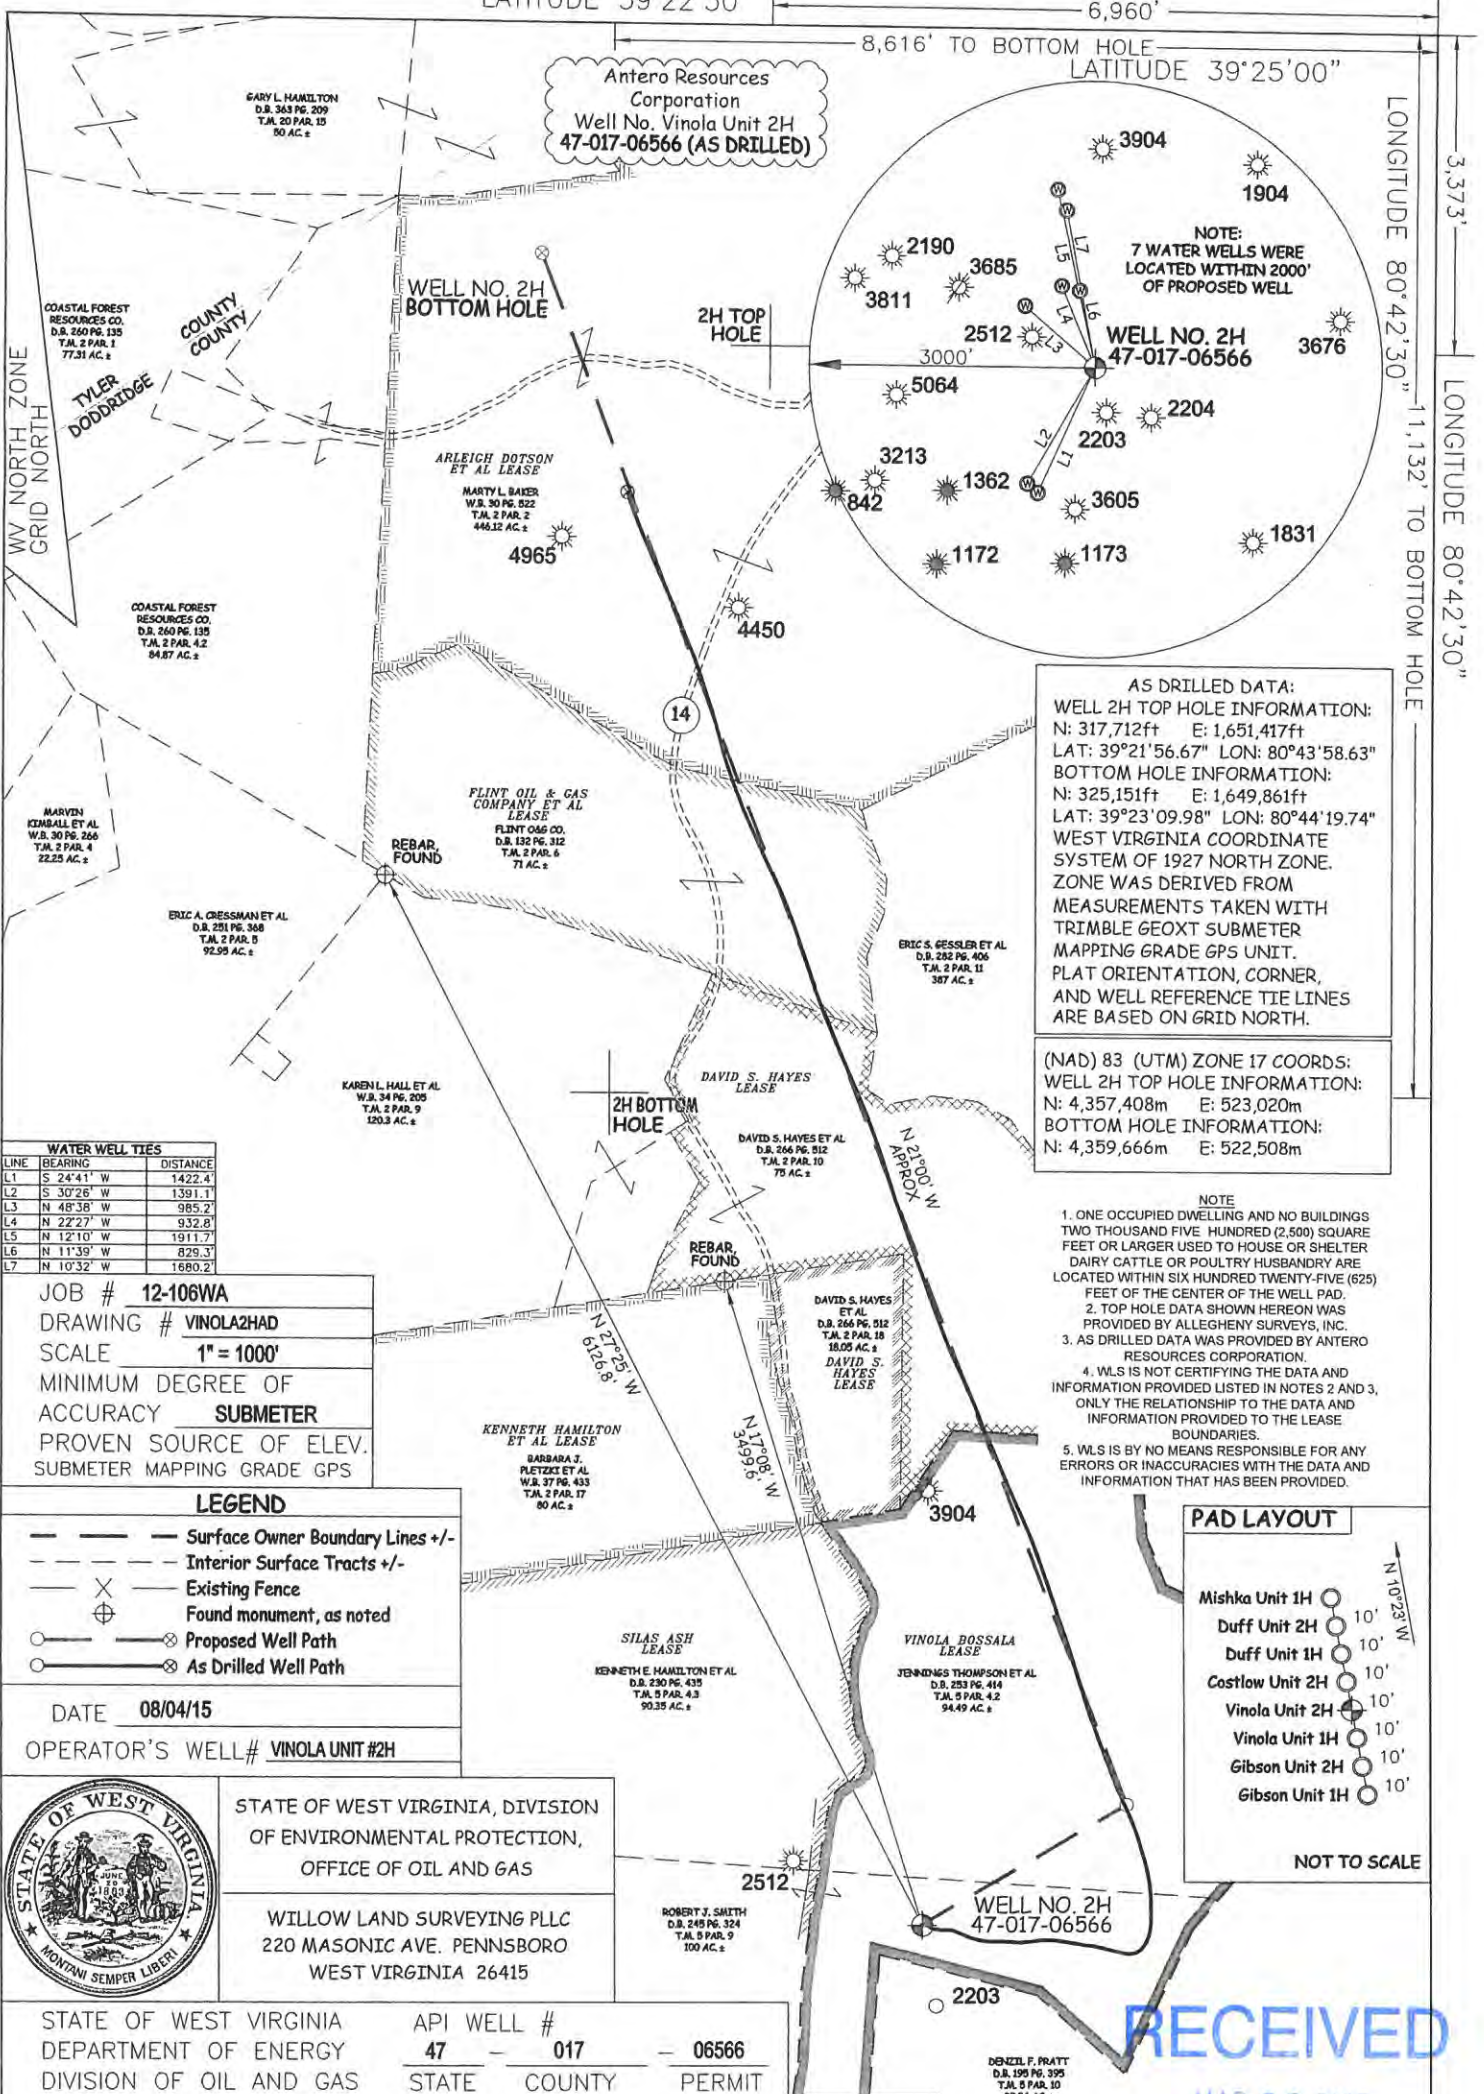 LATITUDE 39°22'30"
6,960'
8,616' TO BOTTOM HOLE
LATITUDE 39°25'00"
Antero Resources
Corporation
Well No. Vinola Unit 2H
47-017-06566 (AS DRILLED)
GARY L. HAMILTON
D.B. 363 PG. 209
T.M. 20 PAR. 15
50 AC.±
3904
1904
NOTE:
7 WATER WELLS WERE
LOCATED WITHIN 2000'
OF PROPOSED WELL
2190
3685
3811
2512
3676
WELL NO. 2H
47-017-06566
3000'
5064
2203
2204
3213
1362
842
3605
1831
1172
1173
L1
L2
L3
L4
L5
L6
L7
LONGITUDE 80°42'30"
3,373'
LONGITUDE 80°42'30"
11,132' TO BOTTOM HOLE
WELL NO. 2H
BOTTOM HOLE
2H TOP
HOLE
COASTAL FOREST
RESOURCES CO.
D.B. 260 PG. 135
T.M. 2 PAR. 1
77.31 AC.±
COUNTY
COUNTY
TYLER
DODDRIDGE
WV NORTH ZONE
GRID NORTH
ARLEIGH DOTSON
ET AL LEASE
MARTY L. BAKER
W.B. 30 PG. 522
T.M. 2 PAR. 2
446.12 AC.±
4965
4450
COASTAL FOREST
RESOURCES CO.
D.B. 260 PG. 135
T.M. 2 PAR. 4.2
84.87 AC.±
14
AS DRILLED DATA:
WELL 2H TOP HOLE INFORMATION:
N: 317,712ft E: 1,651,417ft
LAT: 39°21'56.67" LON: 80°43'58.63"
BOTTOM HOLE INFORMATION:
N: 325,151ft E: 1,649,861ft
LAT: 39°23'09.98" LON: 80°44'19.74"
WEST VIRGINIA COORDINATE
SYSTEM OF 1927 NORTH ZONE.
ZONE WAS DERIVED FROM
MEASUREMENTS TAKEN WITH
TRIMBLE GEOXT SUBMETER
MAPPING GRADE GPS UNIT.
PLAT ORIENTATION, CORNER,
AND WELL REFERENCE TIE LINES
ARE BASED ON GRID NORTH.
(NAD) 83 (UTM) ZONE 17 COORDS:
WELL 2H TOP HOLE INFORMATION:
N: 4,357,408m E: 523,020m
BOTTOM HOLE INFORMATION:
N: 4,359,666m E: 522,508m
MARVIN
KIMBALL ET AL
W.B. 30 PG. 266
T.M. 2 PAR. 4
22.25 AC.±
FLINT OIL & GAS
COMPANY ET AL
LEASE
FLINT O&G CO.
D.B. 132 PG. 312
T.M. 2 PAR. 6
71 AC.±
REBAR,
FOUND
ERIC A. CRESSMAN ET AL
D.B. 251 PG. 368
T.M. 2 PAR. 5
92.95 AC.±
ERIC S. GESSLER ET AL
D.B. 282 PG. 406
T.M. 2 PAR. 11
387 AC.±
KAREN L. HALL ET AL
W.B. 34 PG. 205
T.M. 2 PAR. 9
120.3 AC.±
DAVID S. HAYES
LEASE
2H BOTTOM
HOLE
DAVID S. HAYES ET AL
D.B. 266 PG. 512
T.M. 2 PAR. 10
75 AC.±
N 21°00' W
APPROX
WATER WELL TIES
LINE BEARING DISTANCE
L1 S 24°41' W 1422.4'
L2 S 30°26' W 1391.1'
L3 N 48°38' W 985.2'
L4 N 22°27' W 932.8'
L5 N 12°10' W 1911.7'
L6 N 11°39' W 829.3'
L7 N 10°32' W 1680.2'
NOTE
1. ONE OCCUPIED DWELLING AND NO BUILDINGS
TWO THOUSAND FIVE HUNDRED (2,500) SQUARE
FEET OR LARGER USED TO HOUSE OR SHELTER
DAIRY CATTLE OR POULTRY HUSBANDRY ARE
LOCATED WITHIN SIX HUNDRED TWENTY-FIVE (625)
FEET OF THE CENTER OF THE WELL PAD.
2. TOP HOLE DATA SHOWN HEREON WAS
PROVIDED BY ALLEGHENY SURVEYS, INC.
3. AS DRILLED DATA WAS PROVIDED BY ANTERO
RESOURCES CORPORATION.
4. WLS IS NOT CERTIFYING THE DATA AND
INFORMATION PROVIDED LISTED IN NOTES 2 AND 3,
ONLY THE RELATIONSHIP TO THE DATA AND
INFORMATION PROVIDED TO THE LEASE
BOUNDARIES.
5. WLS IS BY NO MEANS RESPONSIBLE FOR ANY
ERRORS OR INACCURACIES WITH THE DATA AND
INFORMATION THAT HAS BEEN PROVIDED.
REBAR,
FOUND
JOB # 12-106WA
DRAWING # VINOLA2HAD
SCALE 1" = 1000'
MINIMUM DEGREE OF
ACCURACY SUBMETER
PROVEN SOURCE OF ELEV.
SUBMETER MAPPING GRADE GPS
N 27°25' W
6126.8'
DAVID S. HAYES
ET AL
D.B. 266 PG. 512
T.M. 2 PAR. 18
18.05 AC.±
DAVID S.
HAYES
LEASE
N 17°08' W
3499.6'
KENNETH HAMILTON
ET AL LEASE
BARBARA J.
PLETZKI ET AL
W.B. 37 PG. 433
T.M. 2 PAR. 17
80 AC.±
3904
LEGEND
Surface Owner Boundary Lines +/-
Interior Surface Tracts +/-
Existing Fence
Found monument, as noted
Proposed Well Path
As Drilled Well Path
PAD LAYOUT
N 10°23' W
Mishka Unit 1H
Duff Unit 2H 10'
Duff Unit 1H 10'
Costlow Unit 2H 10'
Vinola Unit 2H 10'
Vinola Unit 1H 10'
Gibson Unit 2H 10'
Gibson Unit 1H 10'
NOT TO SCALE
SILAS ASH
LEASE
KENNETH E. HAMILTON ET AL
D.B. 230 PG. 435
T.M. 5 PAR. 4.3
90.35 AC.±
VINOLA BOSSALA
LEASE
JENNINGS THOMPSON ET AL
D.B. 253 PG. 414
T.M. 5 PAR. 4.2
94.49 AC.±
DATE 08/04/15
OPERATOR'S WELL# VINOLA UNIT #2H
STATE OF WEST VIRGINIA
JUNE
20
1863
MONTANI SEMPER LIBERI
STATE OF WEST VIRGINIA, DIVISION
OF ENVIRONMENTAL PROTECTION,
OFFICE OF OIL AND GAS
WILLOW LAND SURVEYING PLLC
220 MASONIC AVE. PENNSBORO
WEST VIRGINIA 26415
2512
ROBERT J. SMITH
D.B. 245 PG. 324
T.M. 5 PAR. 9
100 AC.±
WELL NO. 2H
47-017-06566
2203
DENZIL F. PRATT
D.B. 195 PG. 395
T.M. 5 PAR. 10
RECEIVED
STATE OF WEST VIRGINIA
DEPARTMENT OF ENERGY
DIVISION OF OIL AND GAS
API WELL #
47 – 017 – 06566
STATE COUNTY PERMIT